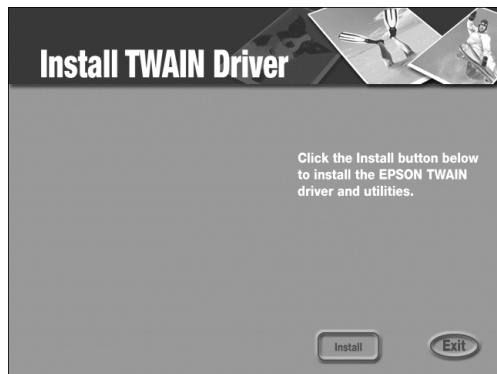 Install TWAIN Driver
Click the Install button below
to install the EPSON TWAIN
driver and utilities.
Install
Exit